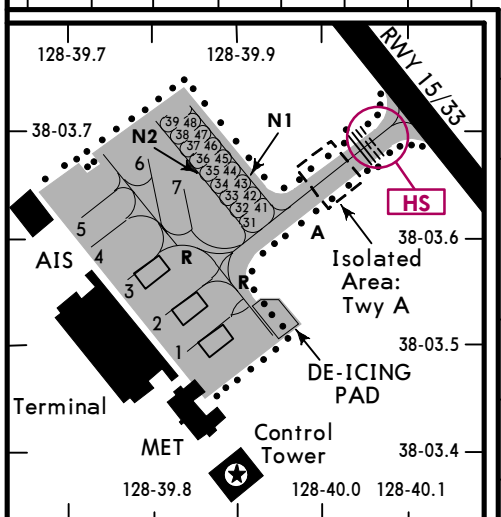 128-39.7
128-39.9
RWY 15/33
38-03.7
39 48
38 47
37 46
36 45
35 44
34 43
33 42
32 41
31
N2
N1
6
7
HS
38-03.6
A
Isolated
Area:
Twy A
AIS
5
4
3
2
1
R
R
38-03.5
DE-ICING
PAD
Terminal
MET
Control
Tower
38-03.4
128-39.8
128-40.0
128-40.1